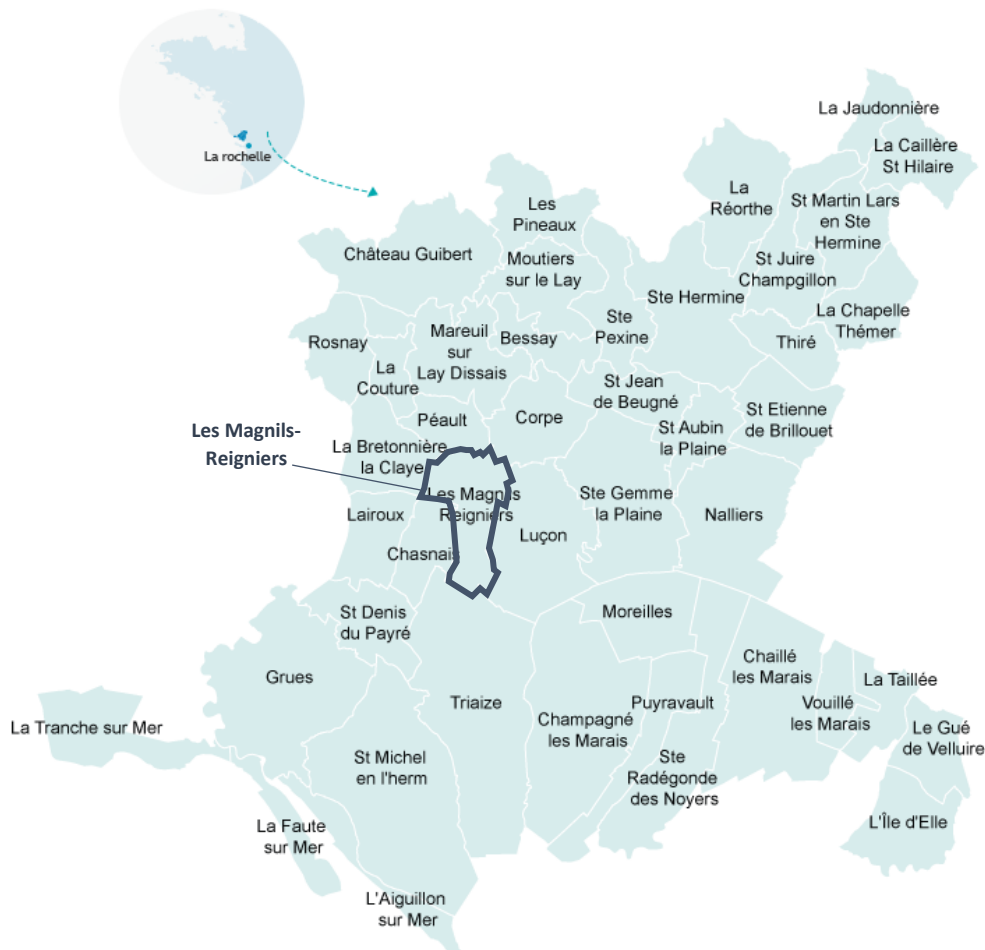 La rochelle
La Jaudonnière
La Caillère
St Hilaire
La
Réorthe
St Martin Lars
en Ste
Hermine
Les
Pineaux
Château Guibert
Moutiers
sur le Lay
St Juire
Champgillon
Ste Hermine
La Chapelle
Thémer
Ste
Pexine
Thiré
Rosnay
Mareuil
sur
Lay Dissais
Bessay
La
Couture
St Jean
de Beugné
St Etienne
de Brillouet
Péault
Corpe
St Aubin
la Plaine
Les Magnils-
Reigniers
La Bretonnière
la Claye
Les Magnils
Reigniers
Ste Gemme
la Plaine
Nalliers
Lairoux
Luçon
Chasnais
St Denis
du Payré
Moreilles
Grues
Chaillé
les Marais
La Taillée
Triaize
Puyravault
Vouillé
les Marais
La Tranche sur Mer
Champagné
les Marais
Le Gué
de Velluire
St Michel
en l'herm
Ste
Radégonde
des Noyers
La Faute
sur Mer
L'Île d'Elle
L'Aiguillon
sur Mer